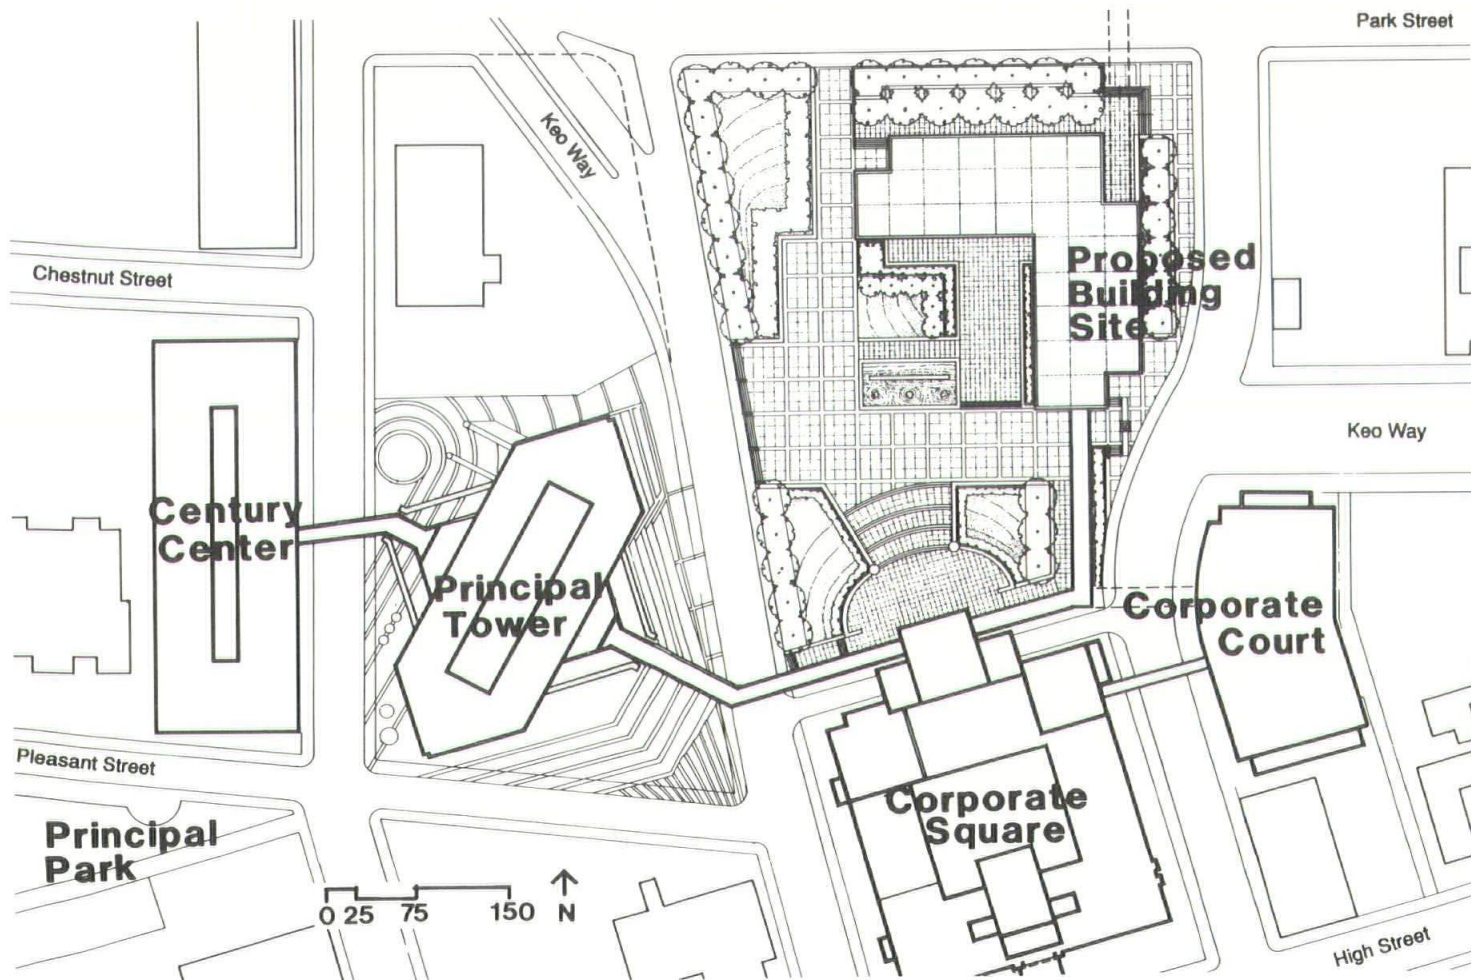 Park Street
Keo Way
Chestnut Street
Proposed
Building
Site
Keo Way
Century
Center
Principal
Tower
Corporate
Court
Pleasant Street
Corporate
Square
Principal
Park
0 25 75 150 N
High Street